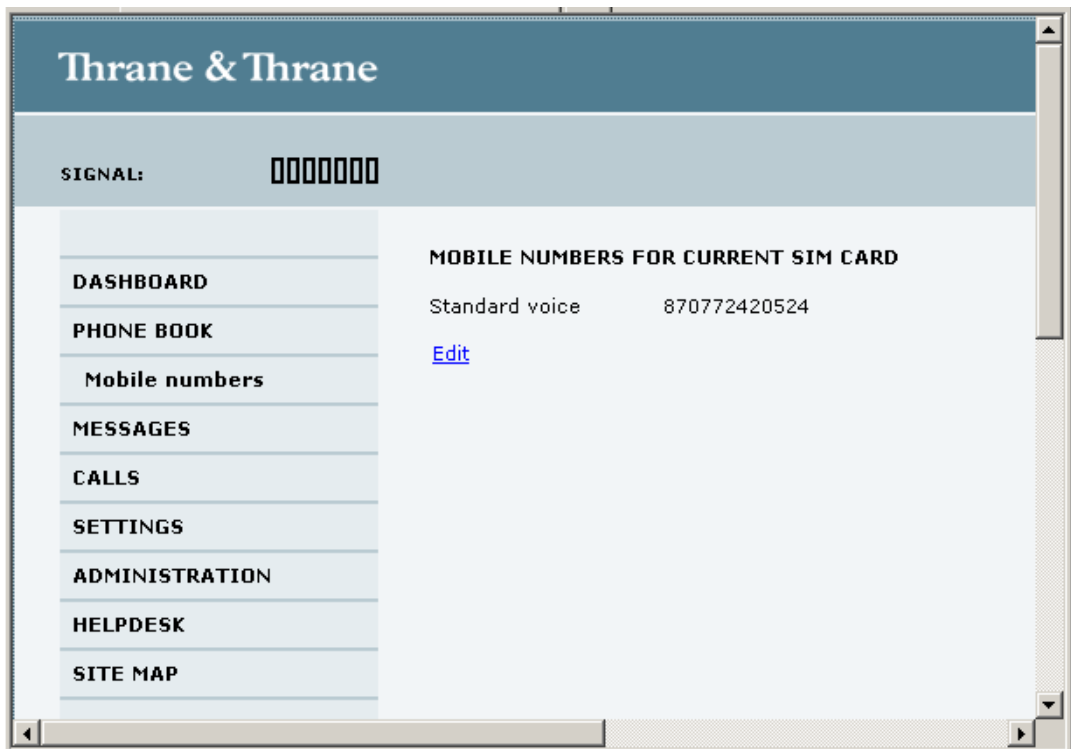 Thrane & Thrane
SIGNAL:
DASHBOARD
PHONE BOOK
Mobile numbers
MESSAGES
CALLS
SETTINGS
ADMINISTRATION
HELPDESK
SITE MAP
MOBILE NUMBERS FOR CURRENT SIM CARD
Standard voice 870772420524
Edit